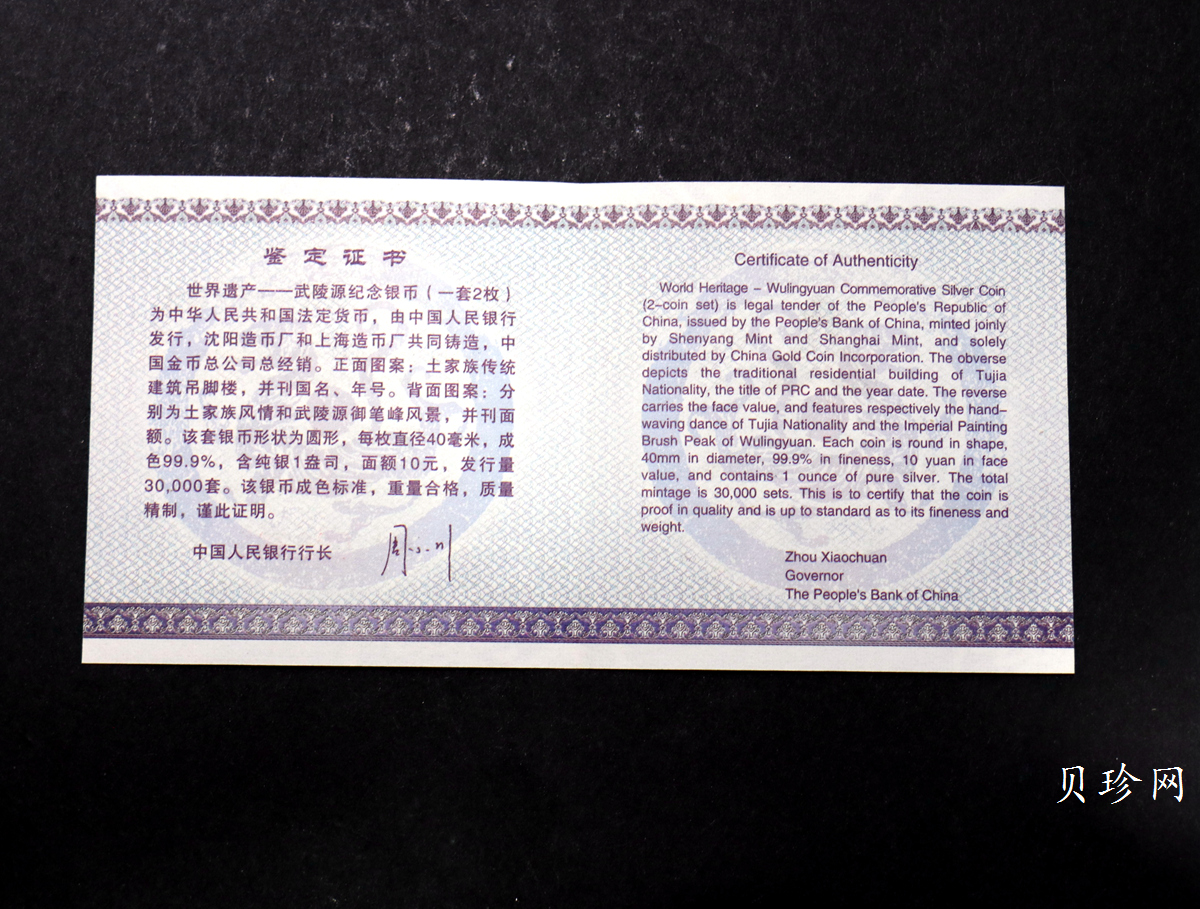 鉴定证书
世界遗产——武陵源纪念银币(一套2枚)
为中华人民共和国法定货币，由中国人民银行
发行，沈阳造币厂和上海造币厂共同铸造，中
国金币总公司总经销。正面图案：土家族传统
建筑吊脚楼，并刊国名、年号。背面图案：分
别为土家族风情和武陵源御笔峰风景，并刊面
额。该套银币形状为圆形，每枚直径40毫米，成
色99.9%，含纯银1盎司，面额10元，发行量
30,000套。该银币成色标准，重量合格，质量
精制，谨此证明。
中国人民银行行长
周小川
Certificate of Authenticity
World Heritage – Wulingyuan Commemorative Silver Coin
(2–coin set) is legal tender of the People's Republic of
China, issued by the People's Bank of China, minted joinly
by Shenyang Mint and Shanghai Mint, and solely
distributed by China Gold Coin Incorporation. The obverse
depicts the traditional residential building of Tujia
Nationality, the title of PRC and the year date. The reverse
carries the face value, and features respectively the hand–
waving dance of Tujia Nationality and the Imperial Painting
Brush Peak of Wulingyuan. Each coin is round in shape,
40mm in diameter, 99.9% in fineness, 10 yuan in face
value, and contains 1 ounce of pure silver. The total
mintage is 30,000 sets. This is to certify that the coin is
proof in quality and is up to standard as to its fineness and
weight.
Zhou Xiaochuan
Governor
The People's Bank of China
贝珍网